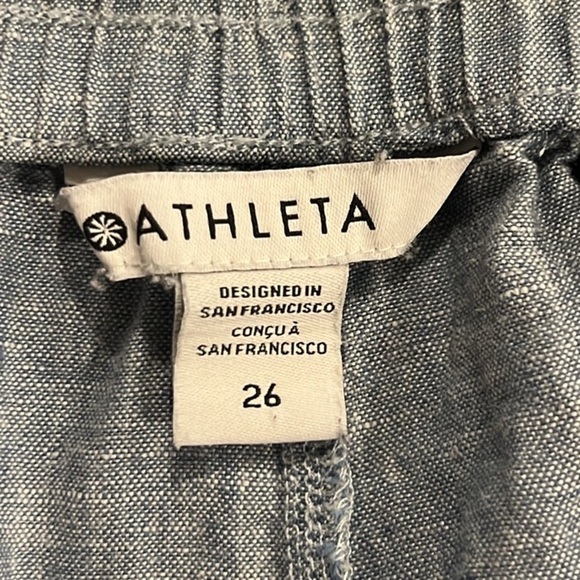 ATHLETA
DESIGNED IN
SAN FRANCISCO
CONÇU À
SAN FRANCISCO
26